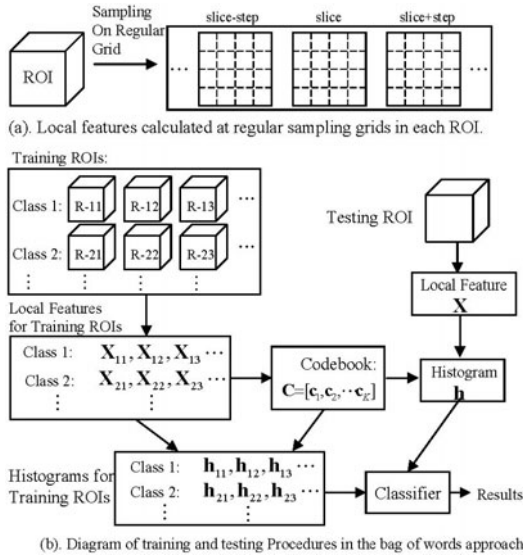 Sampling
On Regular
Grid
ROI
slice-step
slice
slice+step
... ...
(a). Local features calculated at regular sampling grids in each ROI.
Training ROIs:
Class 1: R-11 R-12 R-13 ...
Class 2: R-21 R-22 R-23 ...
⋮ ⋮ ⋮
Testing ROI
Local Feature
X
Local Features
for Training ROIs
Class 1: X₁₁, X₁₂, X₁₃ ···
Class 2: X₂₁, X₂₂, X₂₃ ···
⋮ ⋮
Codebook:
C=[c₁,c₂,···c_K]
Histogram
h
Histograms for
Training ROIs
Class 1: h₁₁, h₁₂, h₁₃ ···
Class 2: h₂₁, h₂₂, h₂₃ ···
⋮ ⋮
Classifier
Results
(b). Diagram of training and testing Procedures in the bag of words approach